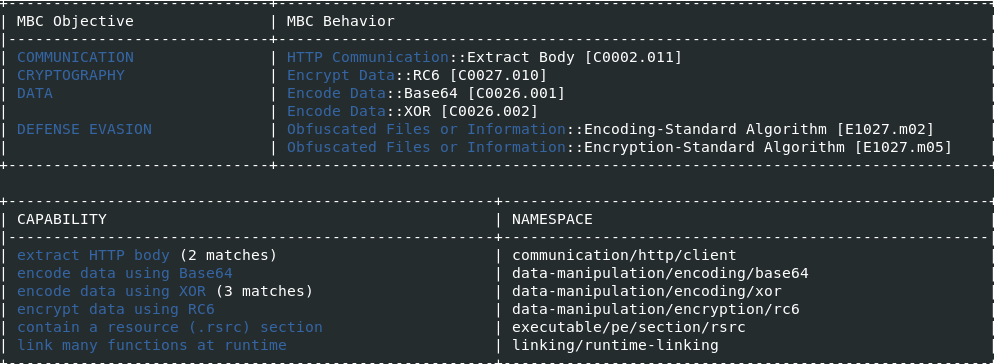 MBC Objective | MBC Behavior
COMMUNICATION | HTTP Communication::Extract Body [C0002.011]
CRYPTOGRAPHY | Encrypt Data::RC6 [C0027.010]
DATA | Encode Data::Base64 [C0026.001]
| Encode Data::XOR [C0026.002]
DEFENSE EVASION | Obfuscated Files or Information::Encoding-Standard Algorithm [E1027.m02]
| Obfuscated Files or Information::Encryption-Standard Algorithm [E1027.m05]
CAPABILITY | NAMESPACE
extract HTTP body (2 matches) | communication/http/client
encode data using Base64 | data-manipulation/encoding/base64
encode data using XOR (3 matches) | data-manipulation/encoding/xor
encrypt data using RC6 | data-manipulation/encryption/rc6
contain a resource (.rsrc) section | executable/pe/section/rsrc
link many functions at runtime | linking/runtime-linking